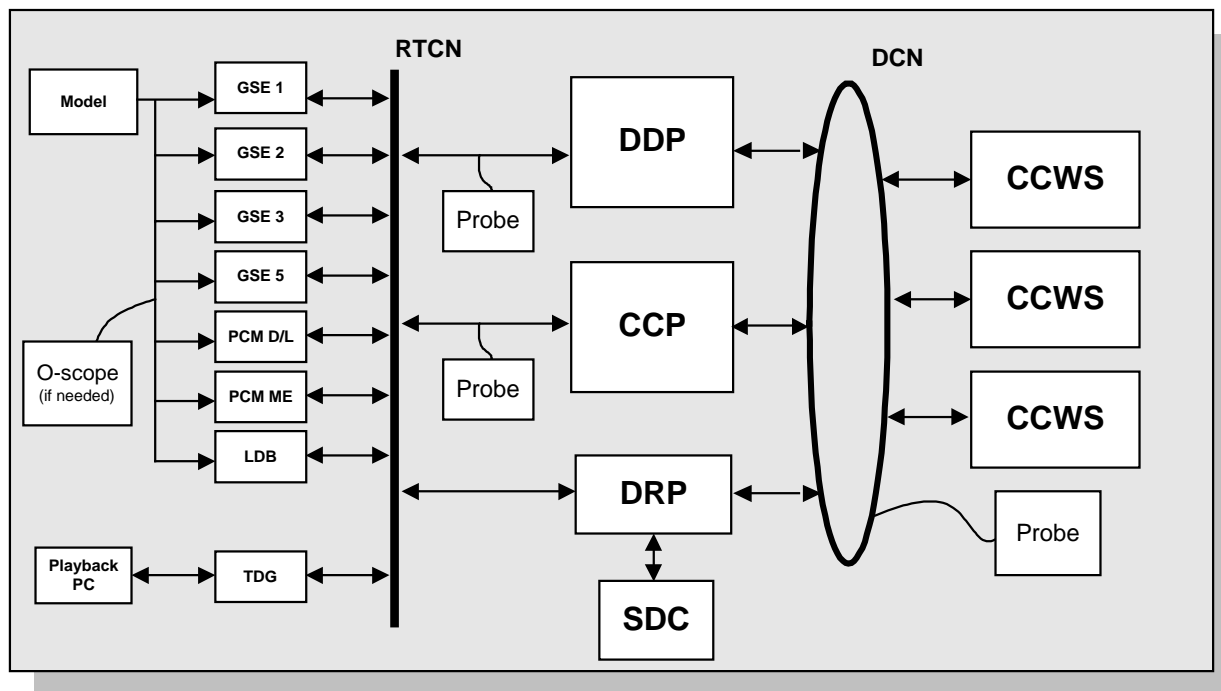 RTCN
DCN
Model
GSE 1
GSE 2
GSE 3
GSE 5
PCM D/L
PCM ME
LDB
O-scope
(if needed)
Playback
PC
TDG
DDP
Probe
CCP
Probe
DRP
SDC
CCWS
CCWS
CCWS
Probe